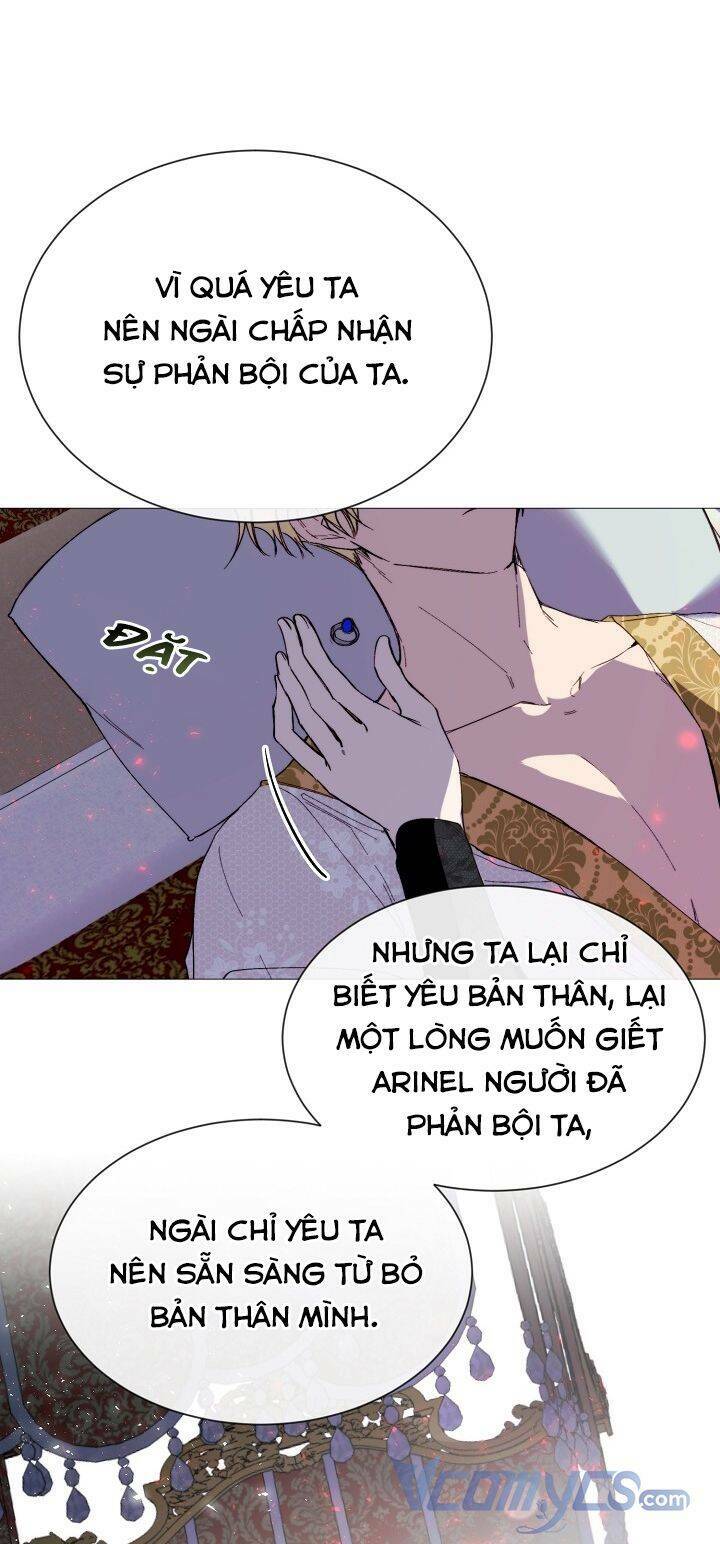 VÌ QUÁ YÊU TA
NÊN NGÀI CHẤP NHẬN
SỰ PHẢN BỘI CỦA TA.
ĐẶT
NHƯNG TA LẠI CHỈ
BIẾT YÊU BẢN THÂN, LẠI
MỘT LÒNG MUỐN GIẾT
ARINEL NGƯỜI ĐÃ
PHẢN BỘI TA,
NGÀI CHỈ YÊU TA
NÊN SẴN SÀNG TỪ BỎ
BẢN THÂN MÌNH.
VCOMYCS.com